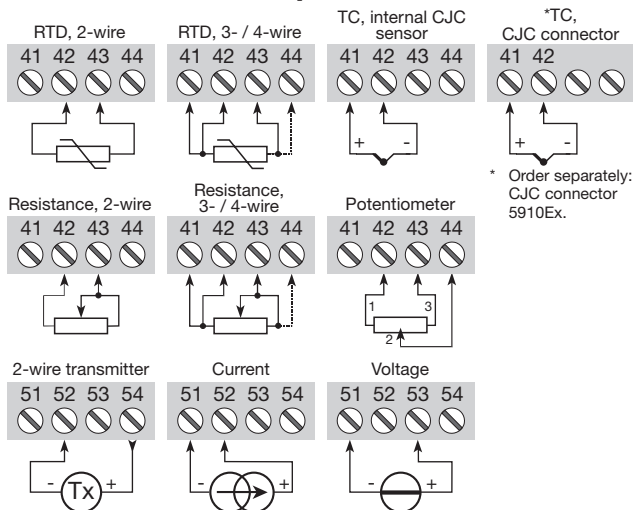 RTD, 2-wire
41 42 43 44
RTD, 3- / 4-wire
41 42 43 44
TC, internal CJC
sensor
41 42 43 44
+ -
*TC,
CJC connector
41 42
+ -
* Order separately:
CJC connector
5910Ex.
Resistance, 2-wire
41 42 43 44
Resistance,
3- / 4-wire
41 42 43 44
Potentiometer
41 42 43 44
1 3
2
2-wire transmitter
51 52 53 54
- Tx +
Current
51 52 53 54
- +
Voltage
51 52 53 54
- +